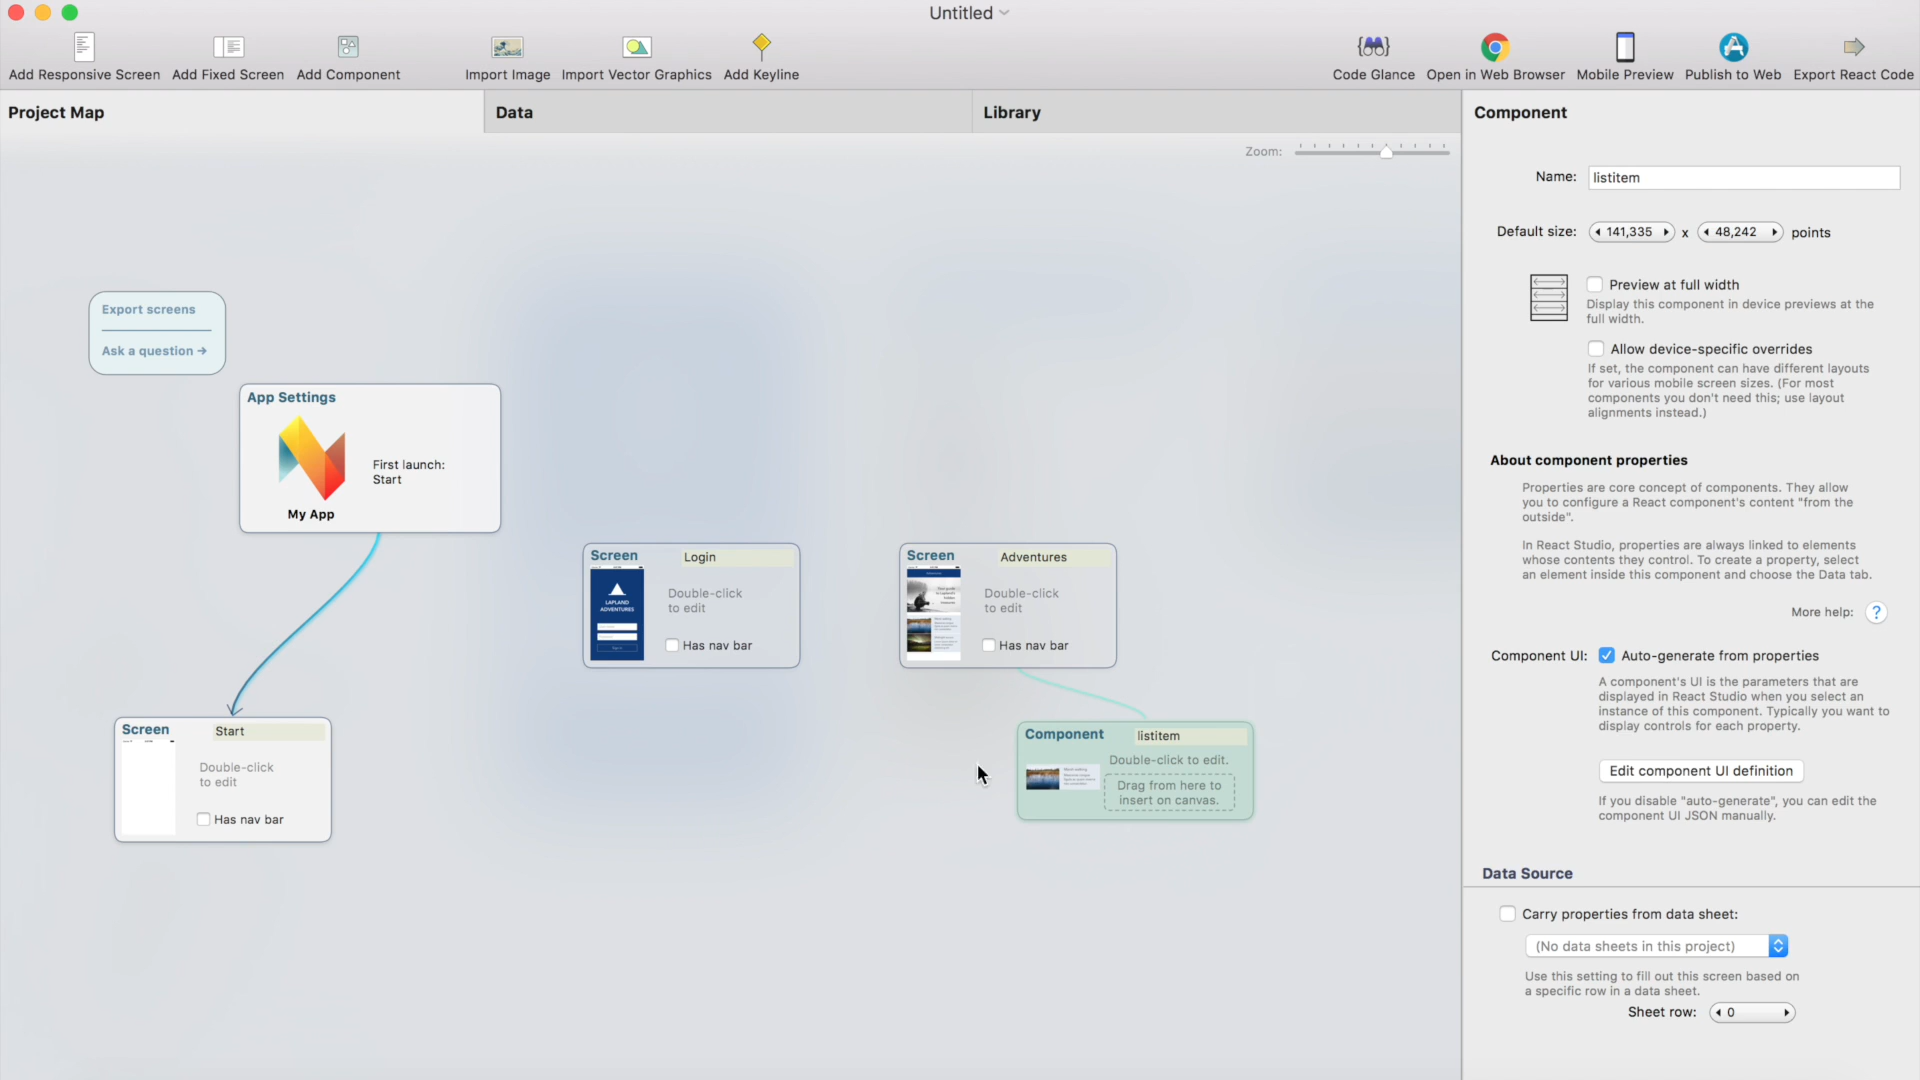 Untitled
Add Responsive Screen
Add Fixed Screen
Add Component
Import Image
Import Vector Graphics
Add Keyline
Code Glance
Open in Web Browser
Mobile Preview
Publish to Web
Export React Code
Project Map
Data
Library
Component
Zoom:
Export screens
Ask a question →
App Settings
First launch:
Start
My App
Screen
Login
LAPLAND
ADVENTURES
Double-click
to edit
Has nav bar
Screen
Adventures
Double-click
to edit
Has nav bar
Screen
Start
Double-click
to edit
Has nav bar
Component
listitem
Double-click to edit.
Drag from here to
insert on canvas.
Name:
listitem
Default size:
141,335
x
48,242
points
Preview at full width
Display this component in device previews at the
full width.
Allow device-specific overrides
If set, the component can have different layouts
for various mobile screen sizes. (For most
components you don't need this; use layout
alignments instead.)
About component properties
Properties are core concept of components. They allow
you to configure a React component's content "from the
outside".
In React Studio, properties are always linked to elements
whose contents they control. To create a property, select
an element inside this component and choose the Data tab.
More help:
?
Component UI:
Auto-generate from properties
A component's UI is the parameters that are
displayed in React Studio when you select an
instance of this component. Typically you want to
display controls for each property.
Edit component UI definition
If you disable "auto-generate", you can edit the
component UI JSON manually.
Data Source
Carry properties from data sheet:
(No data sheets in this project)
Use this setting to fill out this screen based on
a specific row in a data sheet.
Sheet row:
0